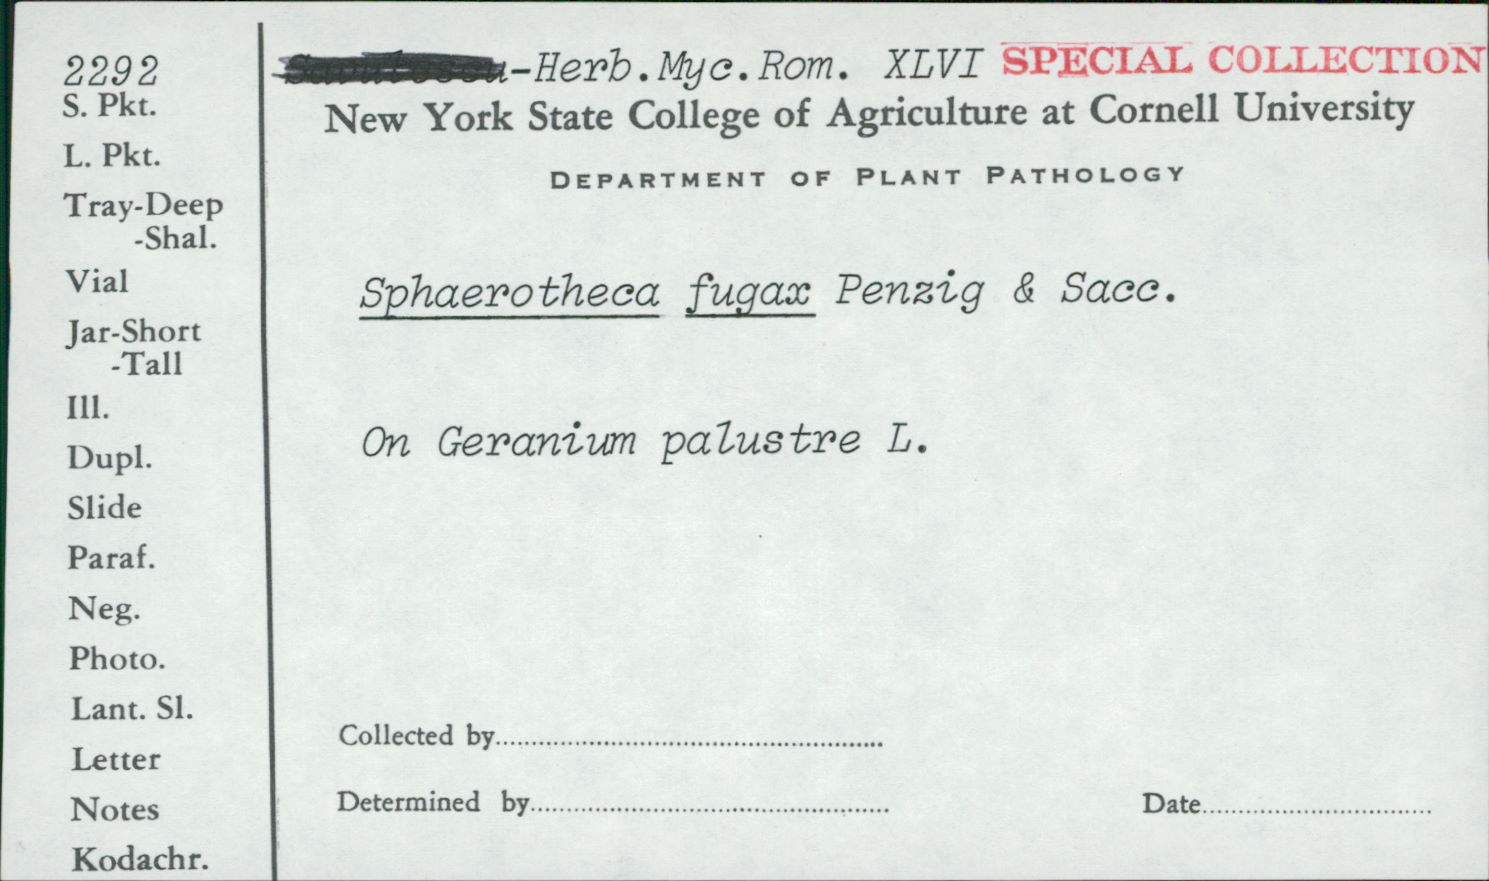 2292
-Herb.Myc.Rom. XLVI SPECIAL COLLECTION
New York State College of Agriculture at Cornell University
DEPARTMENT OF PLANT PATHOLOGY
S. Pkt.
L. Pkt.
Tray-Deep
-Shal.
Vial
Jar-Short
-Tall
Ill.
Dupl.
Slide
Paraf.
Neg.
Photo.
Lant. Sl.
Letter
Notes
Kodachr.
Sphaerotheca fugax Penzig & Sacc.
On Geranium palustre L.
Collected by
Determined by
Date